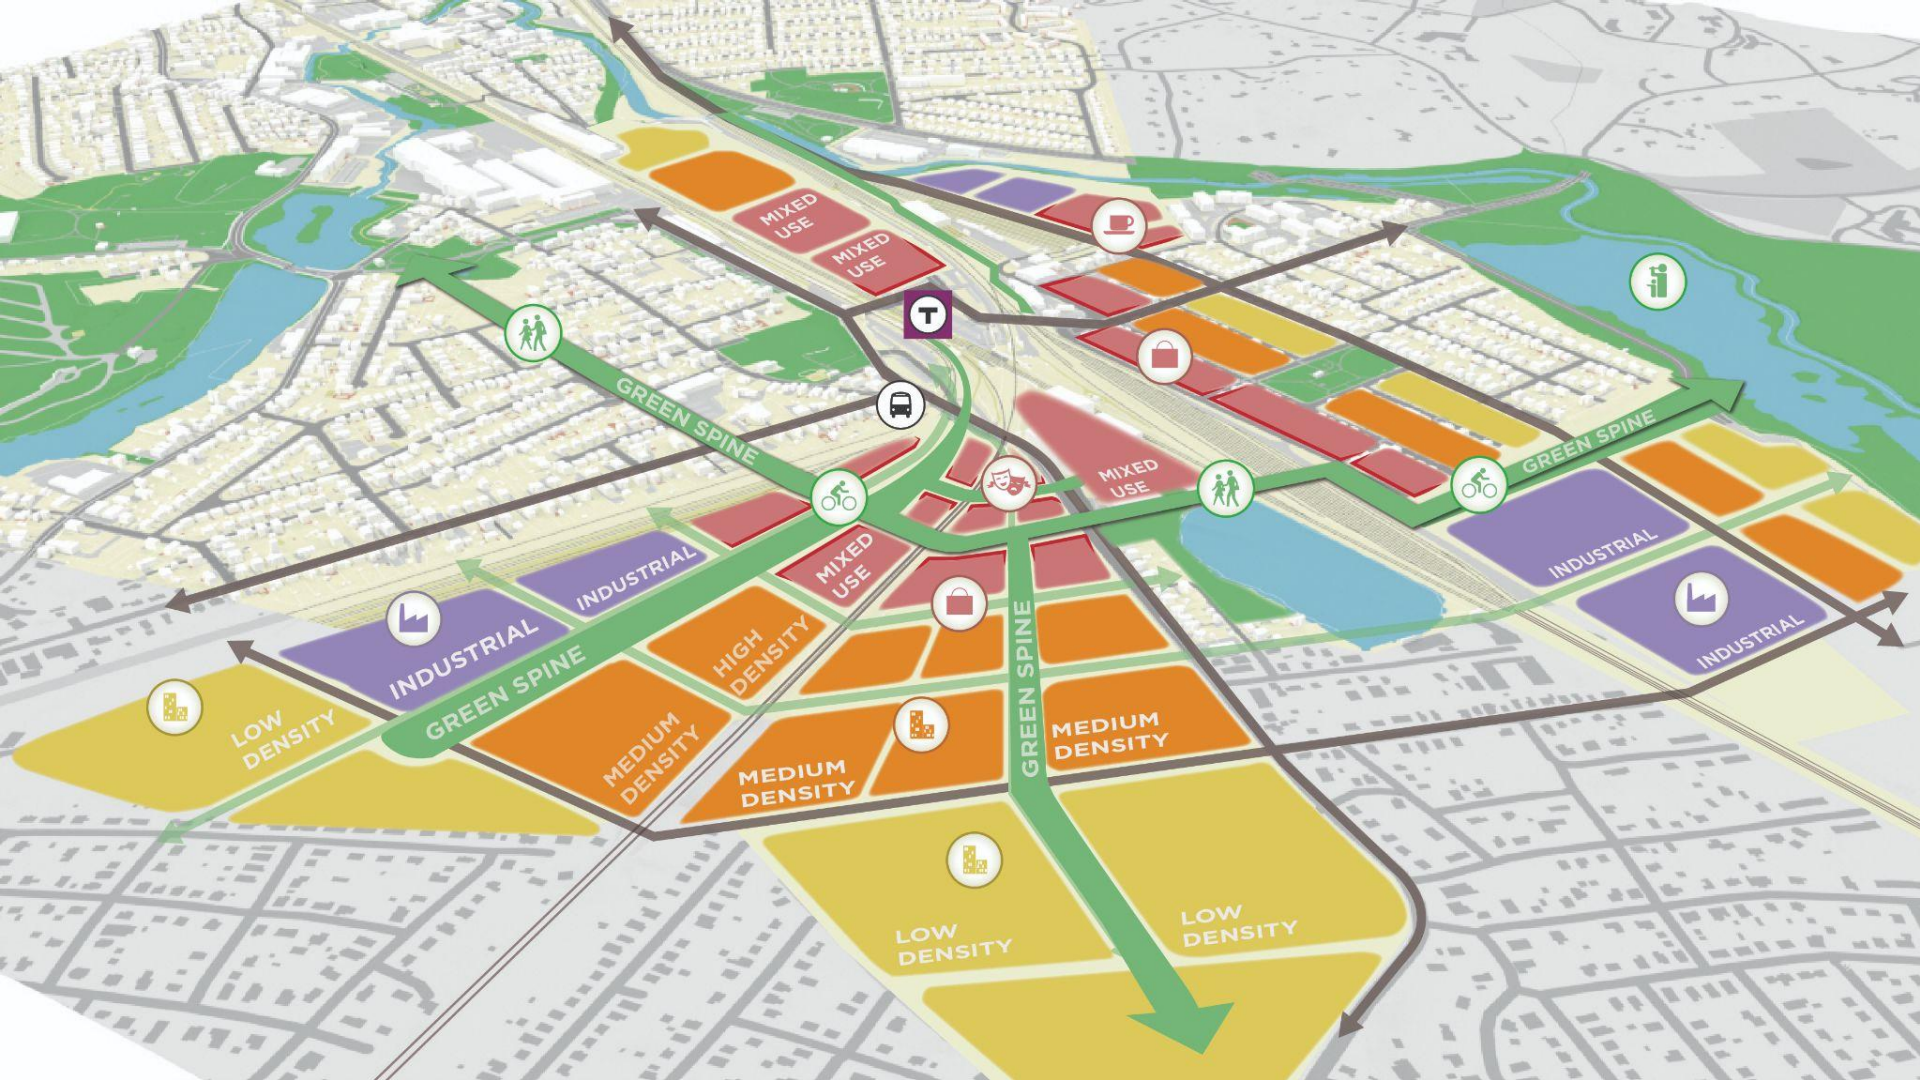 MIXED
USE
MIXED
USE
T
GREEN SPINE
GREEN SPINE
MIXED
USE
INDUSTRIAL
INDUSTRIAL
MIXED
USE
INDUSTRIAL
INDUSTRIAL
GREEN SPINE
HIGH
DENSITY
GREEN SPINE
LOW
DENSITY
MEDIUM
DENSITY
MEDIUM
DENSITY
MEDIUM
DENSITY
LOW
DENSITY
LOW
DENSITY